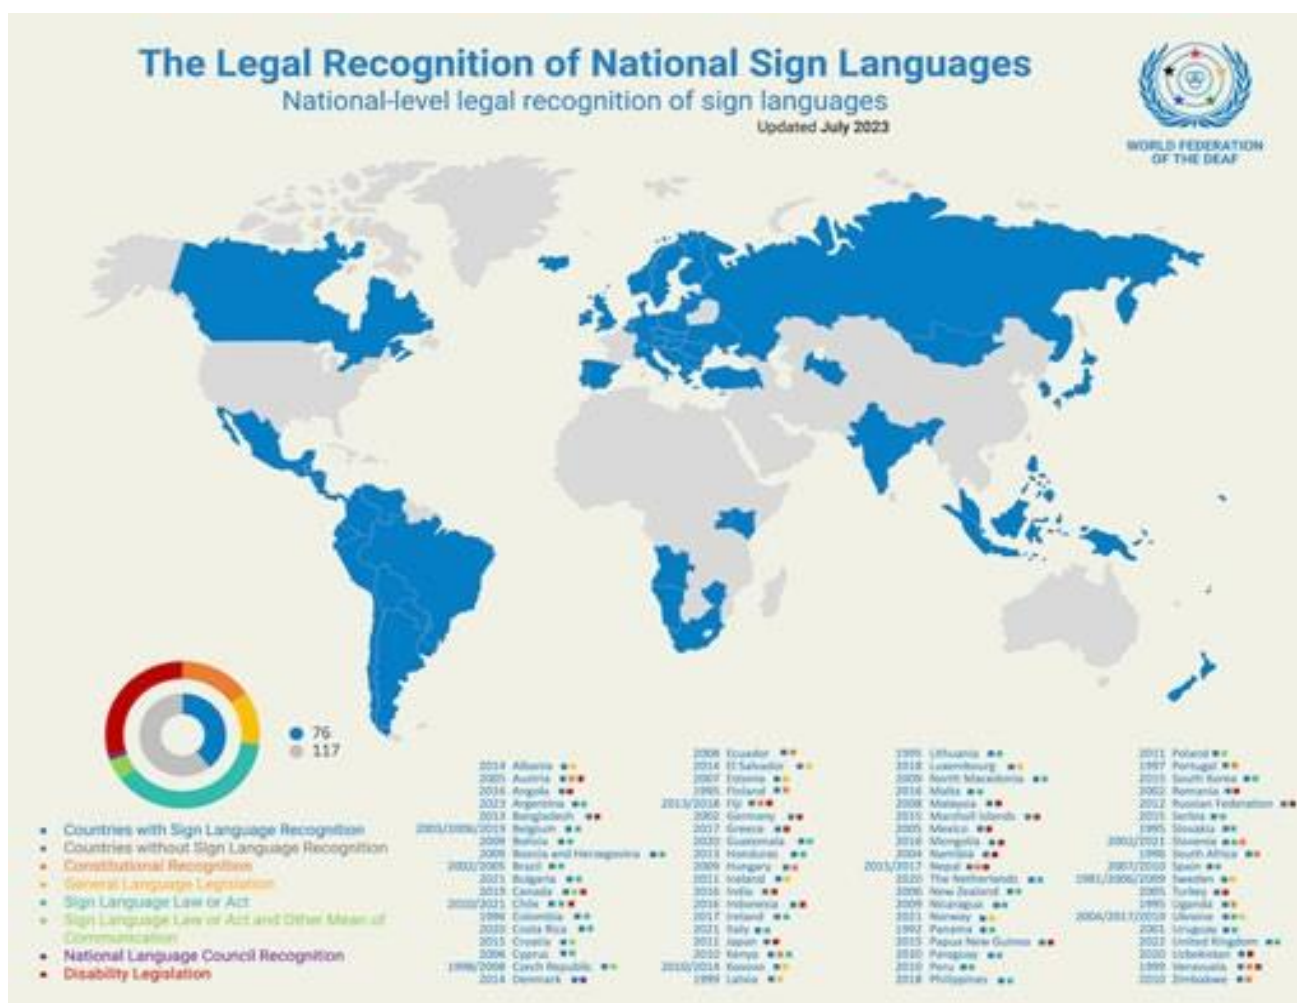 The Legal Recognition of National Sign Languages
National-level legal recognition of sign languages
Updated July 2023
WORLD FEDERATION
OF THE DEAF
76
117
Countries with Sign Language Recognition
Countries without Sign Language Recognition
Constitutional Recognition
General Language Legislation
Sign Language Law or Act
Sign Language Law or Act and Other Mean of
Communication
National Language Council Recognition
Disability Legislation
2014 Albania
2005 Austria
2016 Angola
2023 Argentina
2013 Bangladesh
Belgium
2009 Bolivia
2009 Bosnia and Herzegovina
2002/2005 Brazil
2021 Bulgaria
2019 Canada
2010/2021 Chile
1996 Colombia
2020 Costa Rica
2015 Croatia
2006 Cyprus
1998/2008 Czech Republic
2014 Denmark
2008 Ecuador
2014 El Salvador
2007 Estonia
1995 Finland
2013/2018 Fiji
2002 Germany
2017 Greece
2020 Guatemala
2013 Honduras
2009 Hungary
2011 Iceland
2016 India
2016 Indonesia
2017 Ireland
2021 Italy
2011 Japan
2010 Kenya
2010/2014 Kosovo
1999 Latvia
1995 Lithuania
2018 Luxembourg
2009 North Macedonia
2016 Malta
2008 Malaysia
2015 Marshall Islands
2005 Mexico
2016 Mongolia
2004 Namibia
2015/2017 Nepal
2020 The Netherlands
2006 New Zealand
2009 Nicaragua
2021 Norway
1992 Panama
2015 Papua New Guinea
2020 Paraguay
2010 Peru
2018 Philippines
2011 Poland
1997 Portugal
2015 South Korea
2002 Romania
2012 Russian Federation
2015 Serbia
1995 Slovakia
2002/2021 Slovenia
1996 South Africa
2007/2010 Spain
1981/2006/2009 Sweden
2005 Turkey
1995 Uganda
Ukraine
2001 Uruguay
2022 United Kingdom
2020 Uzbekistan
1999 Venezuela
2010 Zimbabwe